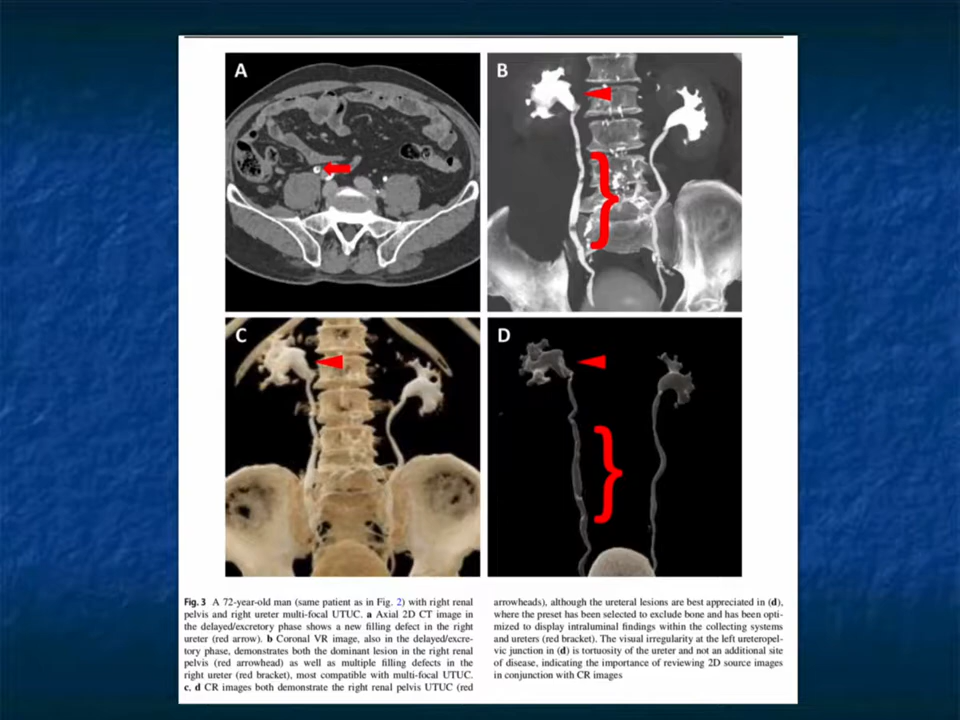 A
B
C
D
Fig. 3 A 72-year-old man (same patient as in Fig. 2) with right renal
pelvis and right ureter multi-focal UTUC. a Axial 2D CT image in
the delayed/excretory phase shows a new filling defect in the right
ureter (red arrow). b Coronal VR image, also in the delayed/excre-
tory phase, demonstrates both the dominant lesion in the right renal
pelvis (red arrowhead) as well as multiple filling defects in the
right ureter (red bracket), most compatible with multi-focal UTUC.
c, d CR images both demonstrate the right renal pelvis UTUC (red
arrowheads), although the ureteral lesions are best appreciated in (d),
where the preset has been selected to exclude bone and has been opti-
mized to display intraluminal findings within the collecting systems
and ureters (red bracket). The visual irregularity at the left ureteropel-
vic junction in (d) is tortuosity of the ureter and not an additional site
of disease, indicating the importance of reviewing 2D source images
in conjunction with CR images